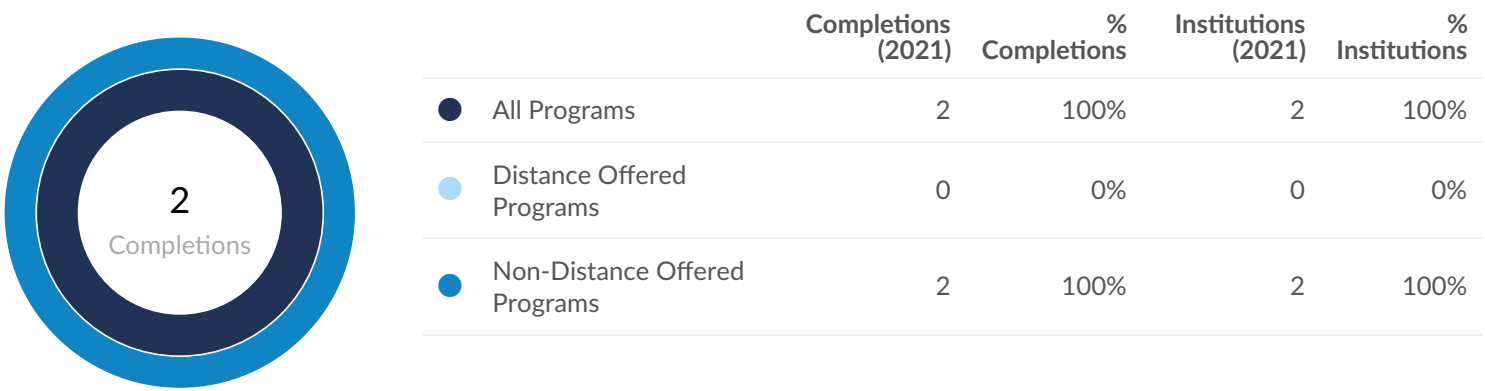 2
Completions
Completions (2021) % Completions Institutions (2021) % Institutions
All Programs 2 100% 2 100%
Distance Offered Programs 0 0% 0 0%
Non-Distance Offered Programs 2 100% 2 100%